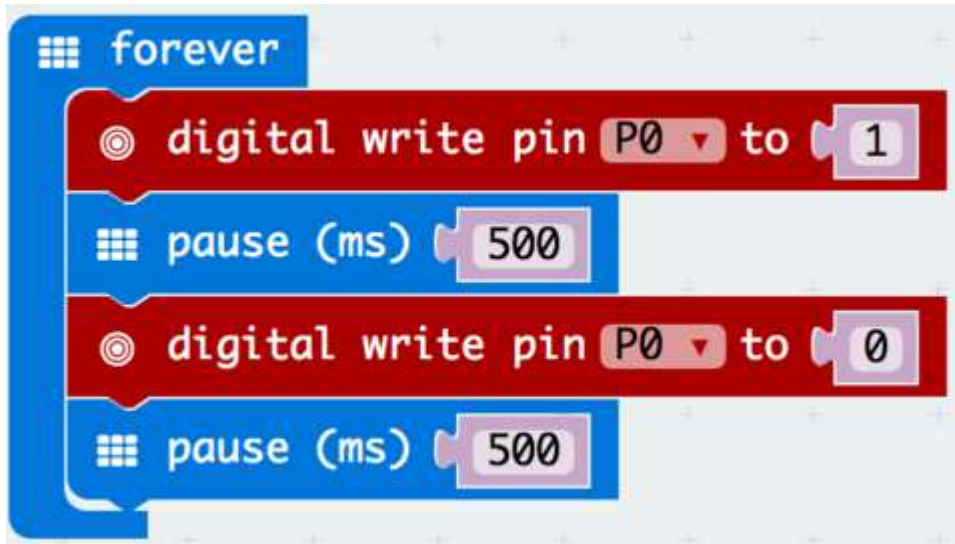 forever
digital write pin P0 to 1
pause (ms) 500
digital write pin P0 to 0
pause (ms) 500